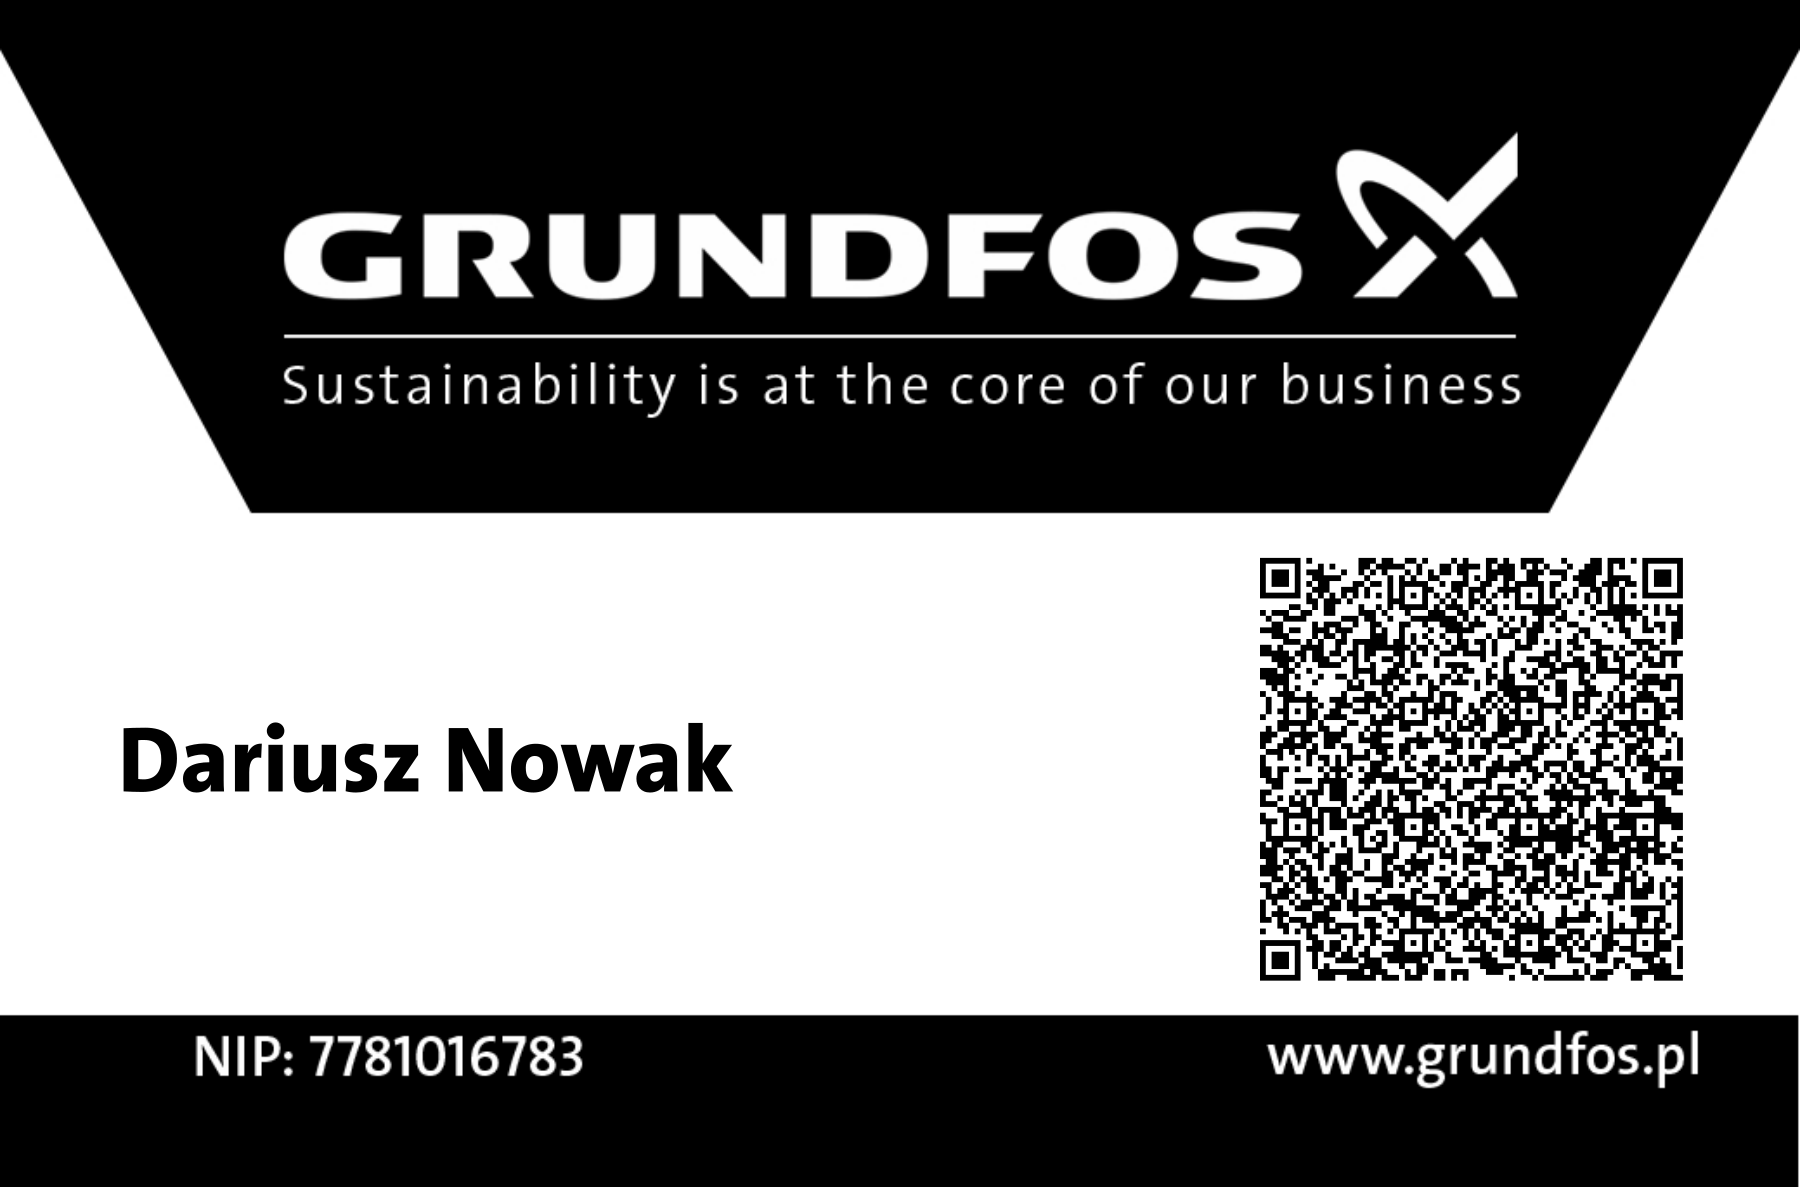 GRUNDFOS
Sustainability is at the core of our business
Dariusz Nowak
NIP: 7781016783
www.grundfos.pl